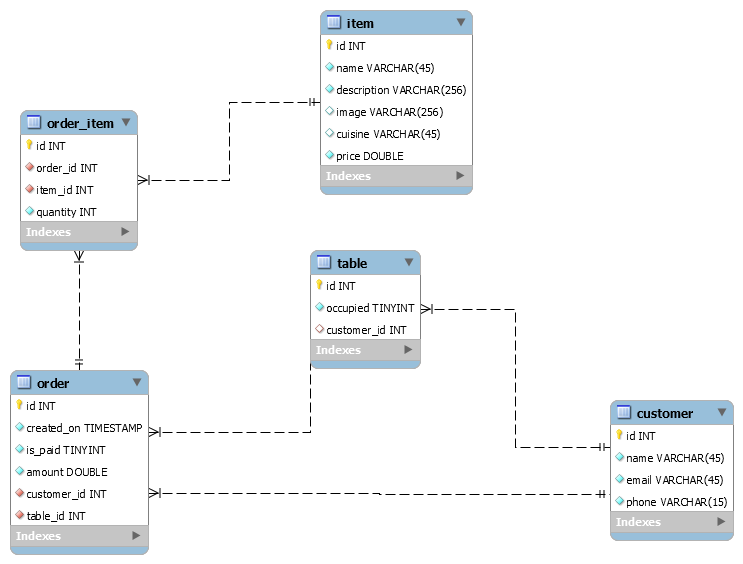 item
id INT
name VARCHAR(45)
description VARCHAR(256)
image VARCHAR(256)
cuisine VARCHAR(45)
price DOUBLE
Indexes
order_item
id INT
order_id INT
item_id INT
quantity INT
Indexes
table
id INT
occupied TINYINT
customer_id INT
Indexes
order
id INT
created_on TIMESTAMP
is_paid TINYINT
amount DOUBLE
customer_id INT
table_id INT
Indexes
customer
id INT
name VARCHAR(45)
email VARCHAR(45)
phone VARCHAR(15)
Indexes